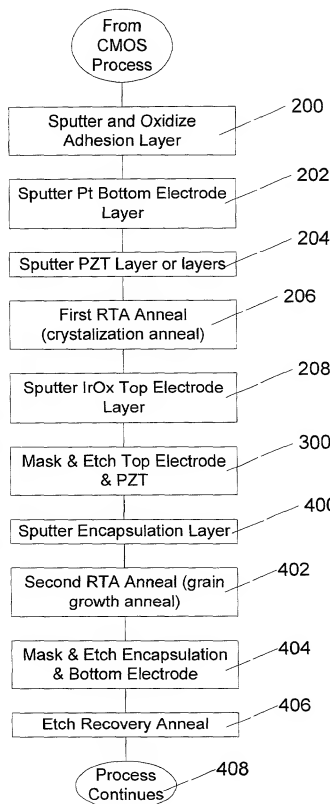 From
CMOS
Process
200
Sputter and Oxidize
Adhesion Layer
202
Sputter Pt Bottom Electrode
Layer
204
Sputter PZT Layer or layers
206
First RTA Anneal
(crystalization anneal)
208
Sputter IrOx Top Electrode
Layer
300
Mask & Etch Top Electrode
& PZT
400
Sputter Encapsulation Layer
402
Second RTA Anneal (grain
growth anneal)
404
Mask & Etch Encapsulation
& Bottom Electrode
406
Etch Recovery Anneal
408
Process
Continues